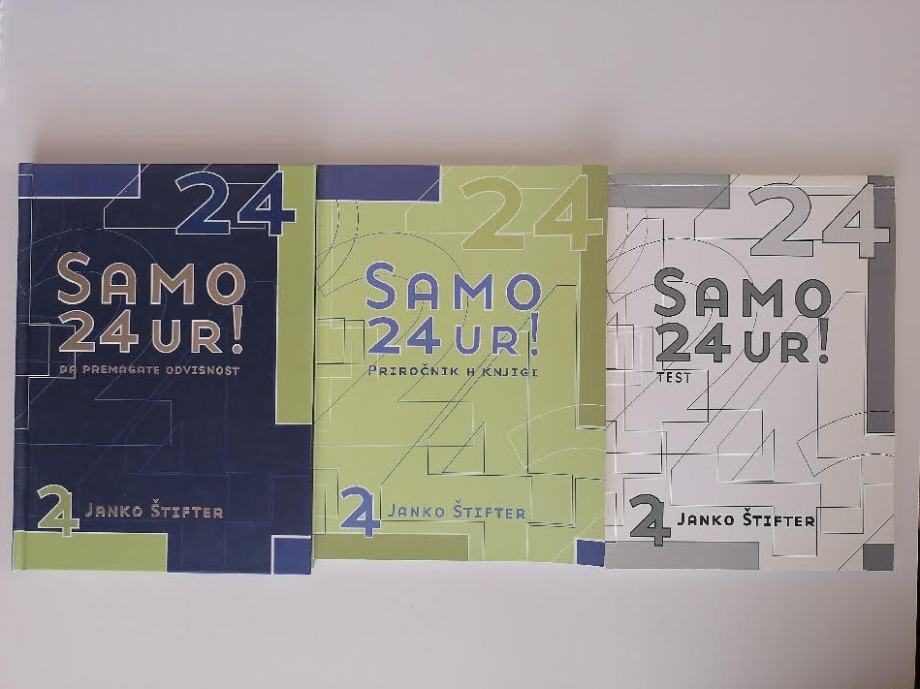 24
SAMO
24 UR!
DA PREMAGATE ODVISNOST
24 JANKO ŠTIFTER
24
SAMO
24 UR!
PRIROČNIK H KNJIGI
24 JANKO ŠTIFTER
24
SAMO
24 UR!
TEST
24 JANKO ŠTIFTER